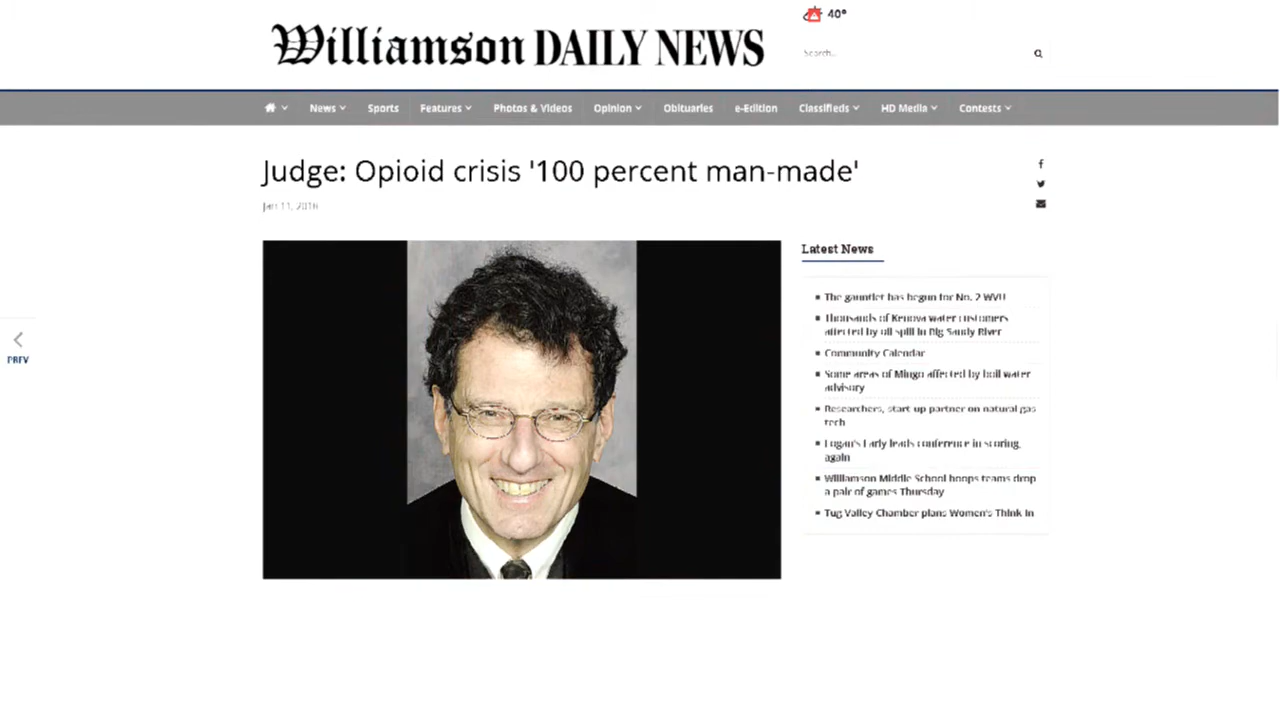 40°
Williamson DAILY NEWS
Search...
News
Sports
Features
Photos & Videos
Opinion
Obituaries
e-Edition
Classifieds
HD Media
Contests
Judge: Opioid crisis '100 percent man-made'
Jan 11, 2018
PREV
Latest News
The gauntlet has begun for No. 2 WVU
Thousands of Kenova water customers
affected by oil spill in Big Sandy River
Community Calendar
Some areas of Mingo affected by boil water
advisory
Researchers, start up partner on natural gas
tech
Logan's Early leads conference in scoring,
again
Williamson Middle School hoops teams drop
a pair of games Thursday
Tug Valley Chamber plans Women's Think In